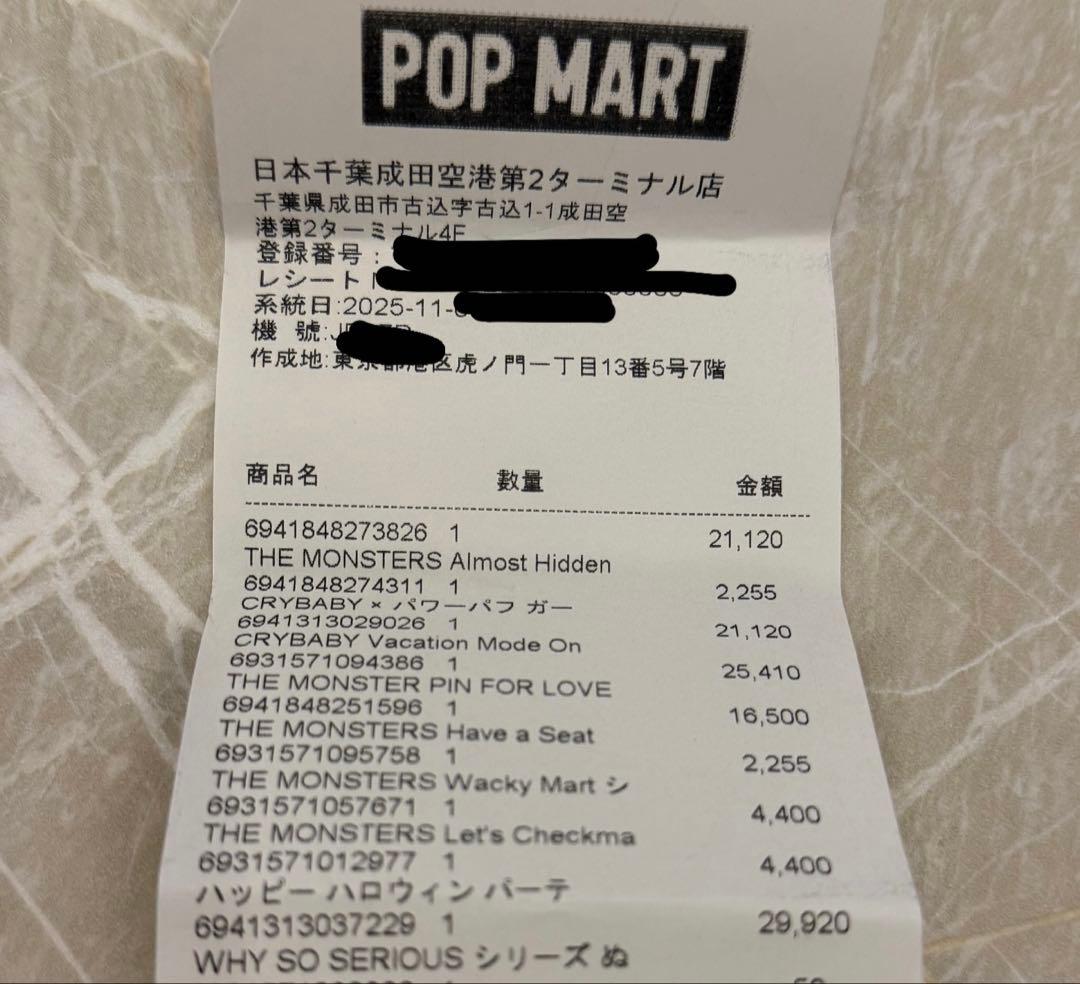 POP MART
日本千葉成田空港第2ターミナル店
千葉県成田市古込字古込1-1成田空
港第2ターミナル4F
登録番号:
レシート
系統日:2025-11-
機 號:
作成地:東京都港区虎ノ門一丁目13番5号7階
商品名 數量 金額
6941848273826 1 21,120
THE MONSTERS Almost Hidden
6941848274311 1 2,255
CRYBABY × パワーパフ ガー
6941313029026 1 21,120
CRYBABY Vacation Mode On
6931571094386 1 25,410
THE MONSTER PIN FOR LOVE
6941848251596 1 16,500
THE MONSTERS Have a Seat
6931571095758 1 2,255
THE MONSTERS Wacky Mart シ
6931571057671 1 4,400
THE MONSTERS Let's Checkma
6931571012977 1 4,400
ハッピー ハロウィン パーテ
6941313037229 1 29,920
WHY SO SERIOUS シリーズ ぬ